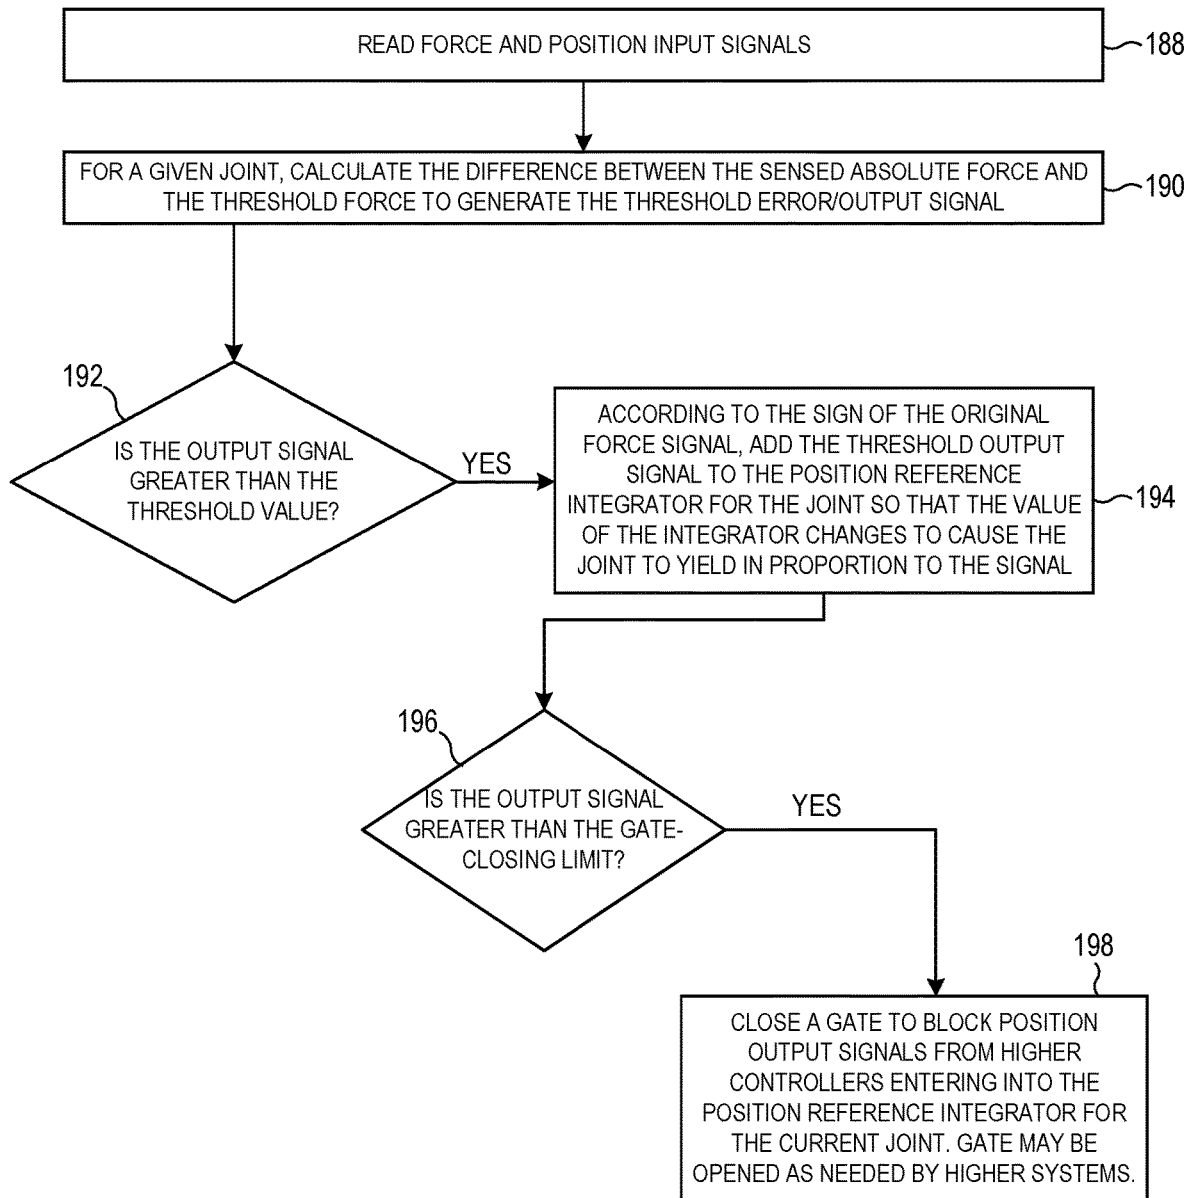 READ FORCE AND POSITION INPUT SIGNALS
188
FOR A GIVEN JOINT, CALCULATE THE DIFFERENCE BETWEEN THE SENSED ABSOLUTE FORCE AND
THE THRESHOLD FORCE TO GENERATE THE THRESHOLD ERROR/OUTPUT SIGNAL
190
192
IS THE OUTPUT SIGNAL
GREATER THAN THE
THRESHOLD VALUE?
YES
ACCORDING TO THE SIGN OF THE ORIGINAL
FORCE SIGNAL, ADD THE THRESHOLD OUTPUT
SIGNAL TO THE POSITION REFERENCE
INTEGRATOR FOR THE JOINT SO THAT THE VALUE
OF THE INTEGRATOR CHANGES TO CAUSE THE
JOINT TO YIELD IN PROPORTION TO THE SIGNAL
194
196
IS THE OUTPUT SIGNAL
GREATER THAN THE GATE-
CLOSING LIMIT?
YES
198
CLOSE A GATE TO BLOCK POSITION
OUTPUT SIGNALS FROM HIGHER
CONTROLLERS ENTERING INTO THE
POSITION REFERENCE INTEGRATOR FOR
THE CURRENT JOINT. GATE MAY BE
OPENED AS NEEDED BY HIGHER SYSTEMS.